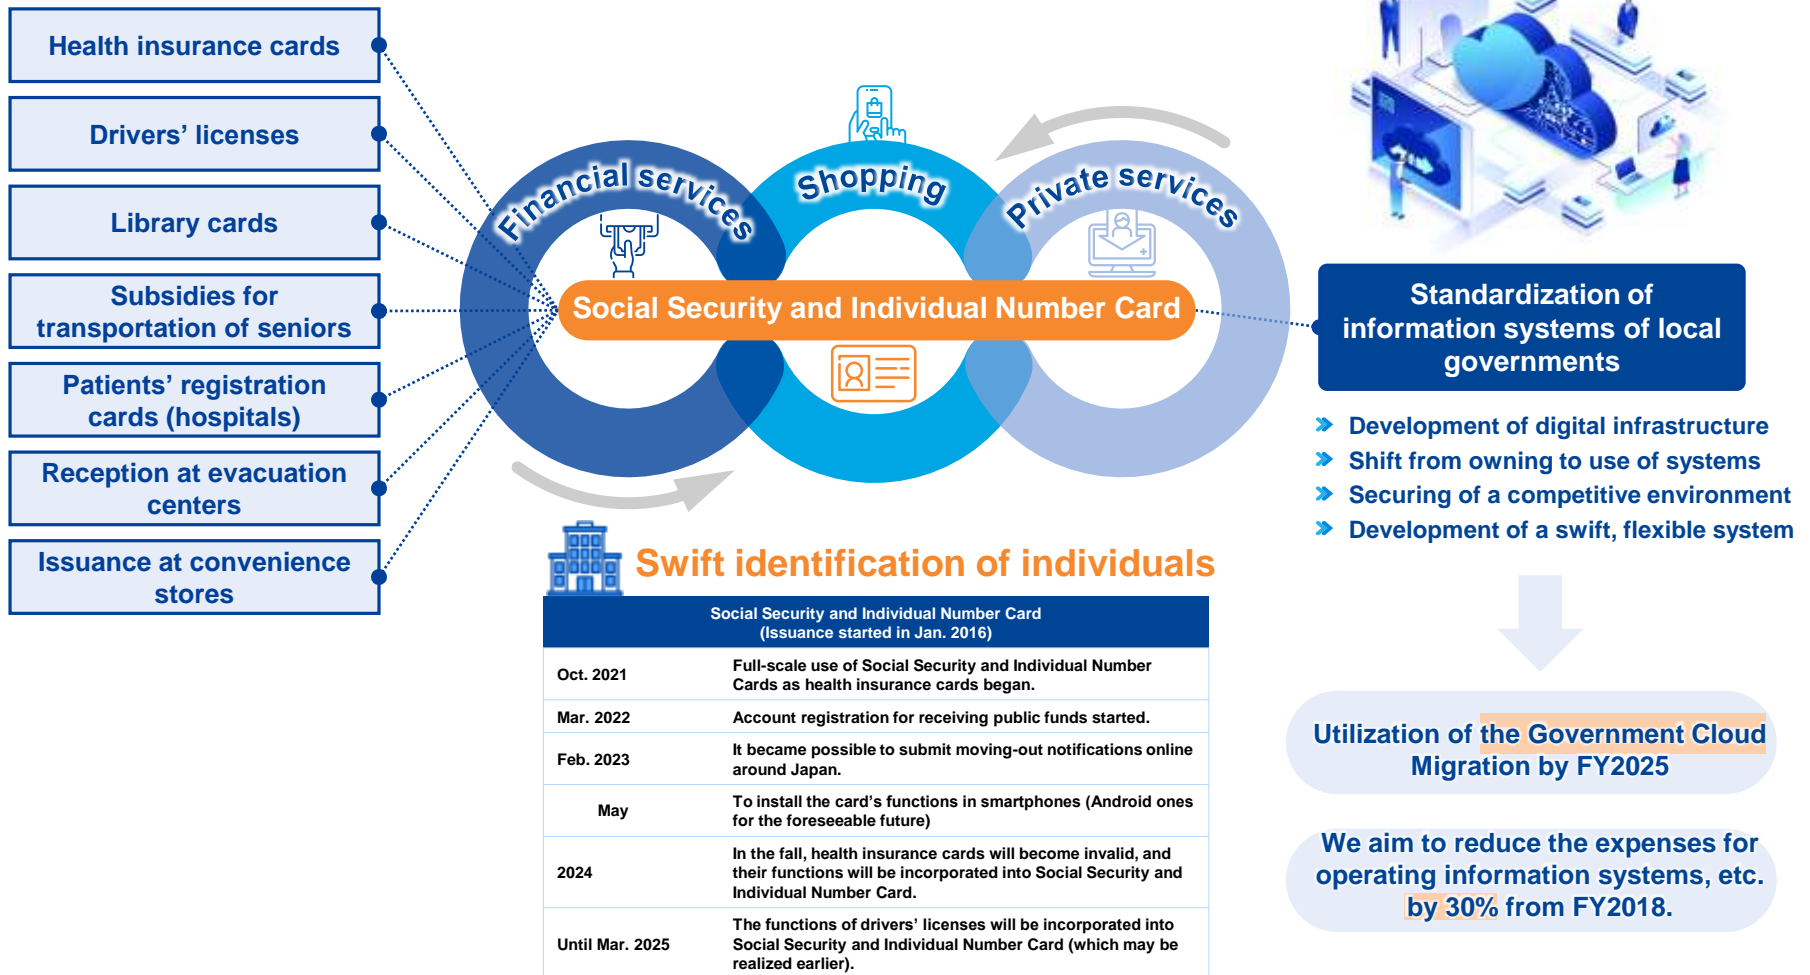 Health insurance cards
Drivers’ licenses
Library cards
Subsidies for
transportation of seniors
Patients’ registration
cards (hospitals)
Reception at evacuation
centers
Issuance at convenience
stores
Financial services
Shopping
Private services
Social Security and Individual Number Card
Swift identification of individuals
Social Security and Individual Number Card
(Issuance started in Jan. 2016)
Oct. 2021
Full-scale use of Social Security and Individual Number
Cards as health insurance cards began.
Mar. 2022
Account registration for receiving public funds started.
Feb. 2023
It became possible to submit moving-out notifications online
around Japan.
May
To install the card’s functions in smartphones (Android ones
for the foreseeable future)
2024
In the fall, health insurance cards will become invalid, and
their functions will be incorporated into Social Security and
Individual Number Card.
Until Mar. 2025
The functions of drivers’ licenses will be incorporated into
Social Security and Individual Number Card (which may be
realized earlier).
Standardization of
information systems of local
governments
Development of digital infrastructure
Shift from owning to use of systems
Securing of a competitive environment
Development of a swift, flexible system
Utilization of the Government Cloud
Migration by FY2025
We aim to reduce the expenses for
operating information systems, etc.
by 30% from FY2018.